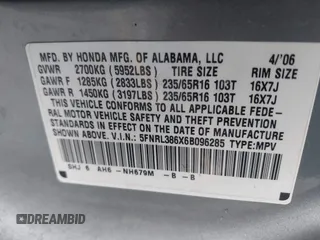 MFD. BY HONDA MFG. OF ALABAMA, LLC 4/'06
GVWR 2700KG (5952LBS) TIRE SIZE RIM SIZE
GAWR F 1285KG (2833LBS) 235/65R16 103T 16X7J
GAWR R 1450KG (3197LBS) 235/65R16 103T 16X7J
THIS VEHICLE CONFORMS TO ALL APPLICABLE FEDE-
RAL MOTOR VEHICLE SAFETY AND THEFT PREVENTION
STANDARDS IN EFFECT ON THE DATE OF MANUFACTURE
SHOWN ABOVE. V.I.N.: 5FNRL386X6B096285 TYPE:MPV
SHJ 6 AH6 -NH679M -B -B
DREAMBID.COM